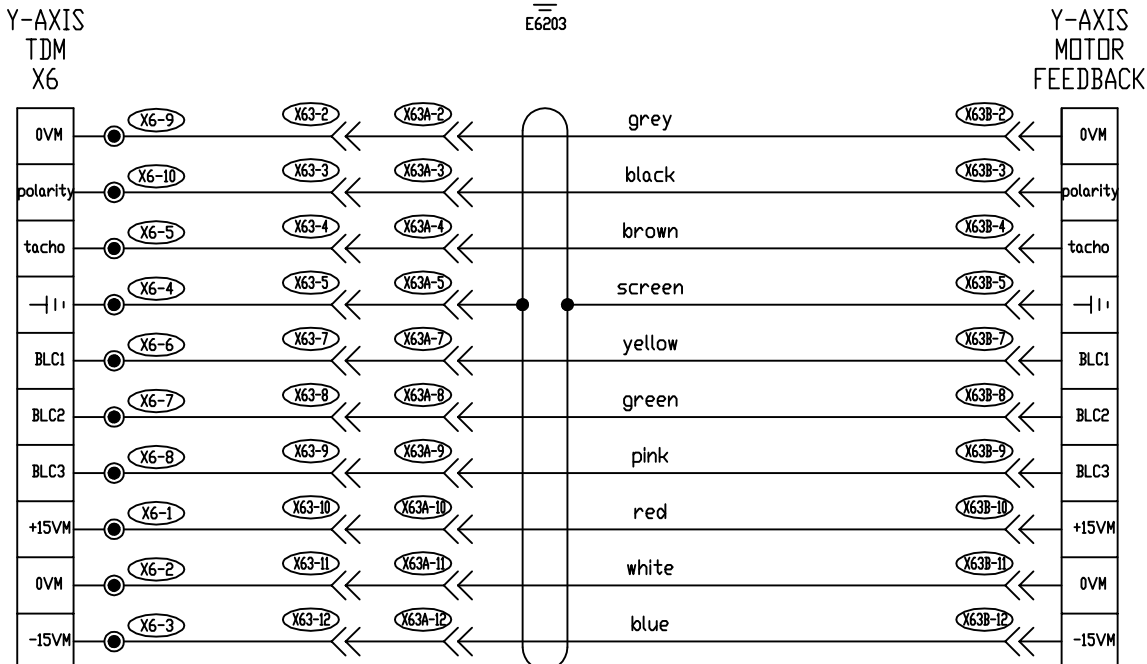 E6203
Y-AXIS
TDM
X6
Y-AXIS
MOTOR
FEEDBACK
0VM X6-9 X63-2 X63A-2 grey X63B-2 0VM
polarity X6-10 X63-3 X63A-3 black X63B-3 polarity
tacho X6-5 X63-4 X63A-4 brown X63B-4 tacho
X6-4 X63-5 X63A-5 screen X63B-5
BLC1 X6-6 X63-7 X63A-7 yellow X63B-7 BLC1
BLC2 X6-7 X63-8 X63A-8 green X63B-8 BLC2
BLC3 X6-8 X63-9 X63A-9 pink X63B-9 BLC3
+15VM X6-1 X63-10 X63A-10 red X63B-10 +15VM
0VM X6-2 X63-11 X63A-11 white X63B-11 0VM
-15VM X6-3 X63-12 X63A-12 blue X63B-12 -15VM